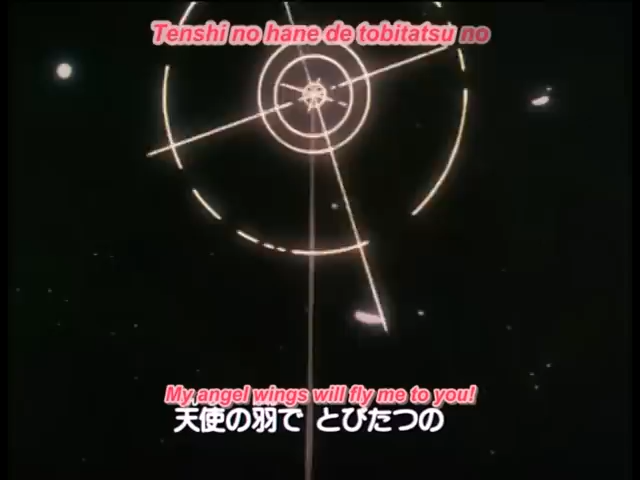 Tenshi no hane de tobitatsu no
My angel wings will fly me to you!
天使の羽で とびたつの